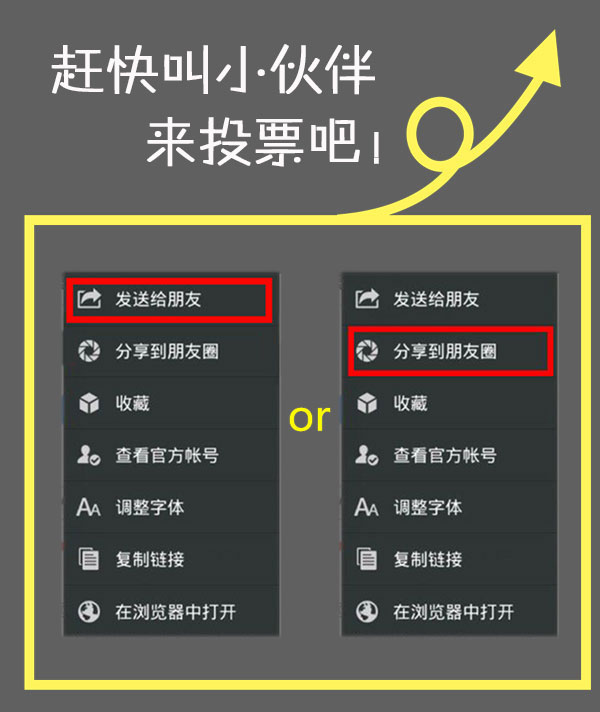 赶快叫小伙伴
来投票吧！
发送给朋友
分享到朋友圈
收藏
查看官方帐号
AA 调整字体
复制链接
在浏览器中打开
or
发送给朋友
分享到朋友圈
收藏
查看官方帐号
AA 调整字体
复制链接
在浏览器中打开